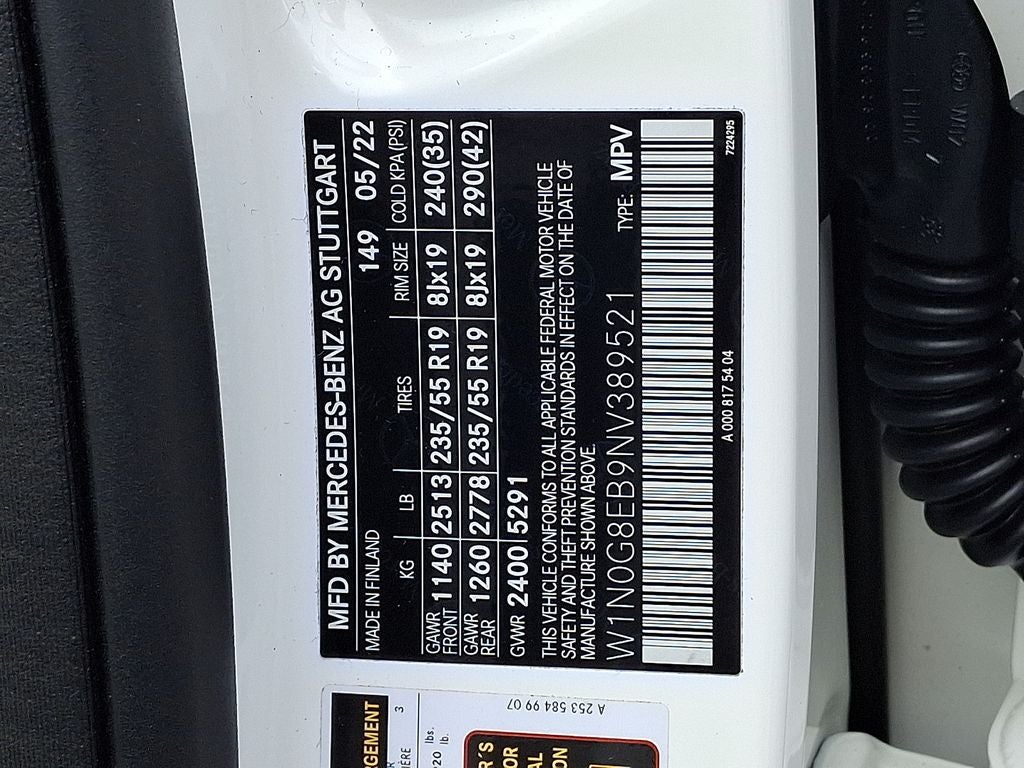 MFD BY MERCEDES-BENZ AG STUTTGART
MADE IN FINLAND 149 05/22
KG LB TIRES RIM SIZE COLD KPA (PSI)
GAWR
FRONT 1140 2513 235/55 R19 8Jx19 240(35)
GAWR
REAR 1260 2778 235/55 R19 8Jx19 290(42)
GVWR 2400 5291
THIS VEHICLE CONFORMS TO ALL APPLICABLE FEDERAL MOTOR VEHICLE
SAFETY AND THEFT PREVENTION STANDARDS IN EFFECT ON THE DATE OF
MANUFACTURE SHOWN ABOVE.
TYPE: MPV
W1N0G8EB9NV389521
A 000 817 54 04
7224295
A 253 584 99 07
3
lbs.
lb.